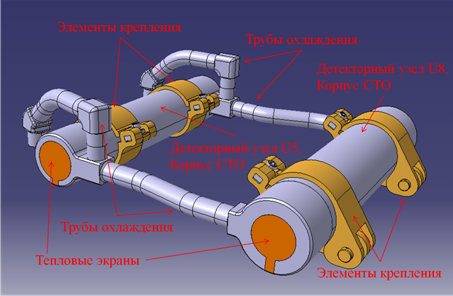 Элементы крепления
Трубы охлаждения
Детекторный узел U8,
Корпус СТО
Детекторный узел U5,
Корпус СТО
Трубы охлаждения
Тепловые экраны
Элементы крепления